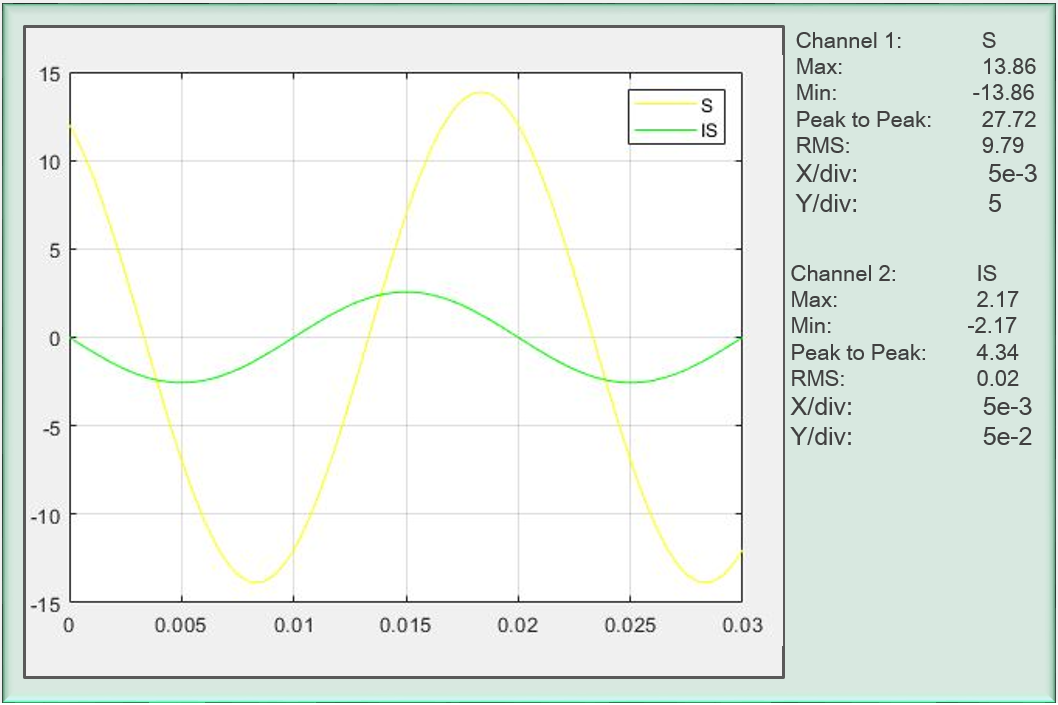 15
10
5
0
-5
-10
-15
0 0.005 0.01 0.015 0.02 0.025 0.03
S
IS
Channel 1: S
Max: 13.86
Min: -13.86
Peak to Peak: 27.72
RMS: 9.79
X/div: 5e-3
Y/div: 5
Channel 2: IS
Max: 2.17
Min: -2.17
Peak to Peak: 4.34
RMS: 0.02
X/div: 5e-3
Y/div: 5e-2